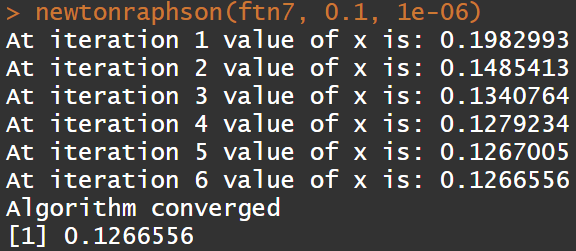 > newtonraphson(ftn7, 0.1, 1e-06)
At iteration 1 value of x is: 0.1982993
At iteration 2 value of x is: 0.1485413
At iteration 3 value of x is: 0.1340764
At iteration 4 value of x is: 0.1279234
At iteration 5 value of x is: 0.1267005
At iteration 6 value of x is: 0.1266556
Algorithm converged
[1] 0.1266556